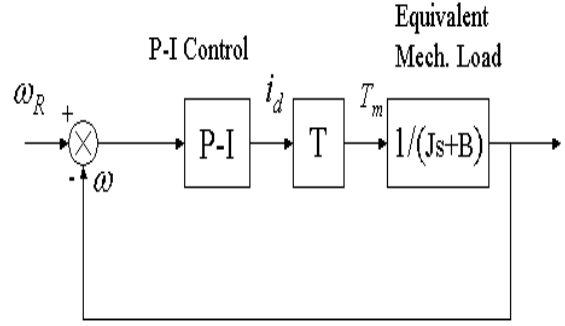 Equivalent
Mech. Load
P-I Control
ω_R
+
i_d
T_m
P-I
T
1/(Js+B)
-
ω